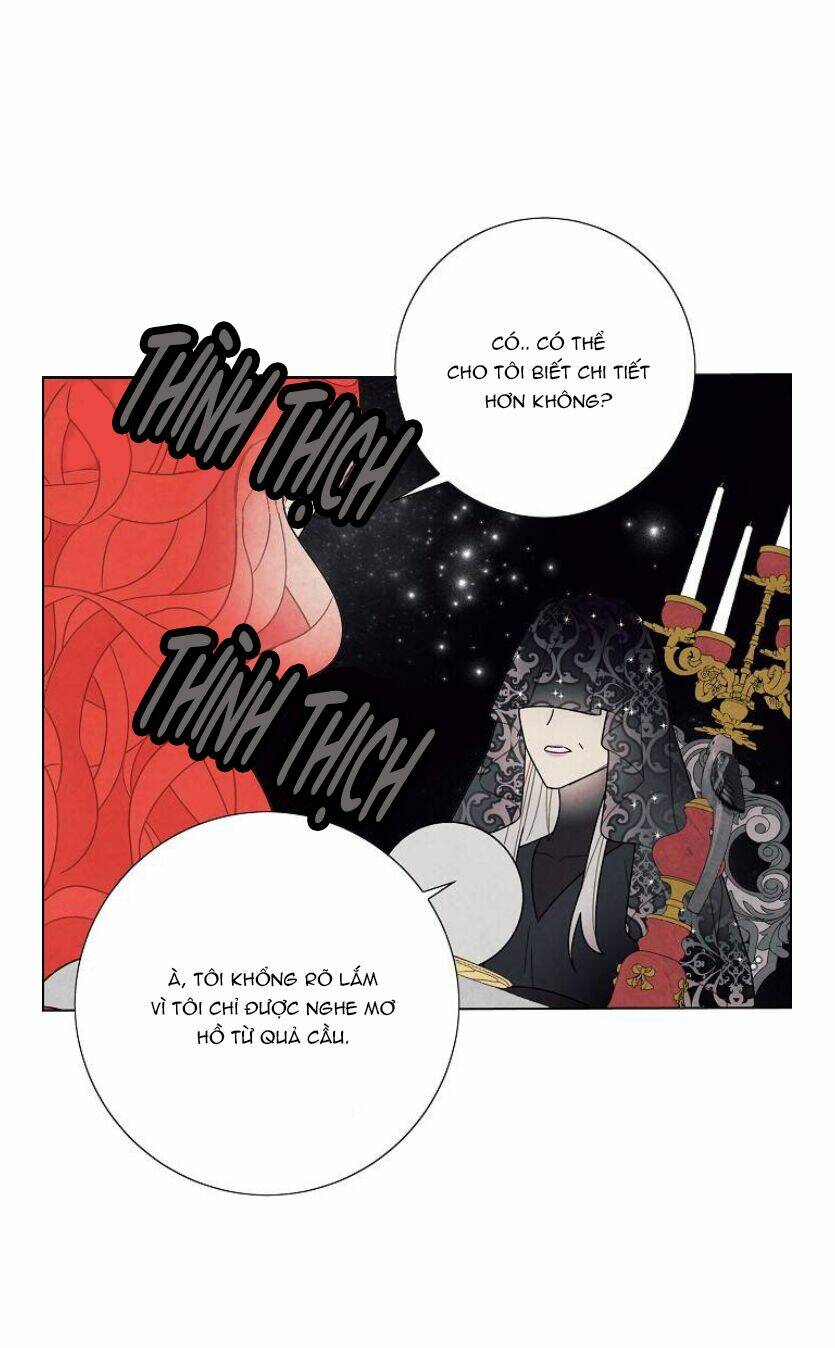 CÓ.. CÓ THỂ
CHO TÔI BIẾT CHI TIẾT
HƠN KHÔNG?
THÌNH THỊCH
THÌNH THỊCH
À, TÔI KHỔNG RÕ LẮM
VÌ TÔI CHỈ ĐƯỢC NGHE MƠ
HỒ TỪ QUẢ CẦU.